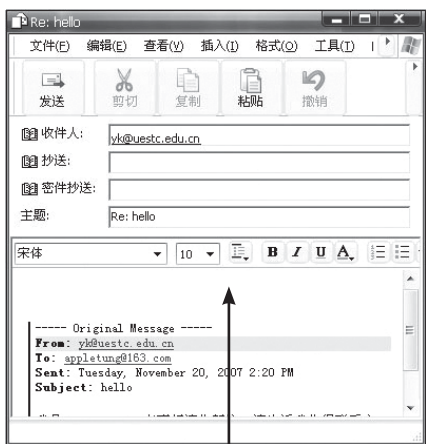 Re: hello
文件(F) 编辑(E) 查看(V) 插入(I) 格式(O) 工具(T)
发送 剪切 复制 粘贴 撤销
收件人: yk@uestc.edu.cn
抄送:
密件抄送:
主题: Re: hello
宋体 10 B I U A
----- Original Message -----
From: yk@uestc.edu.cn
To: appletung@163.com
Sent: Tuesday, November 20, 2007 2:20 PM
Subject: hello